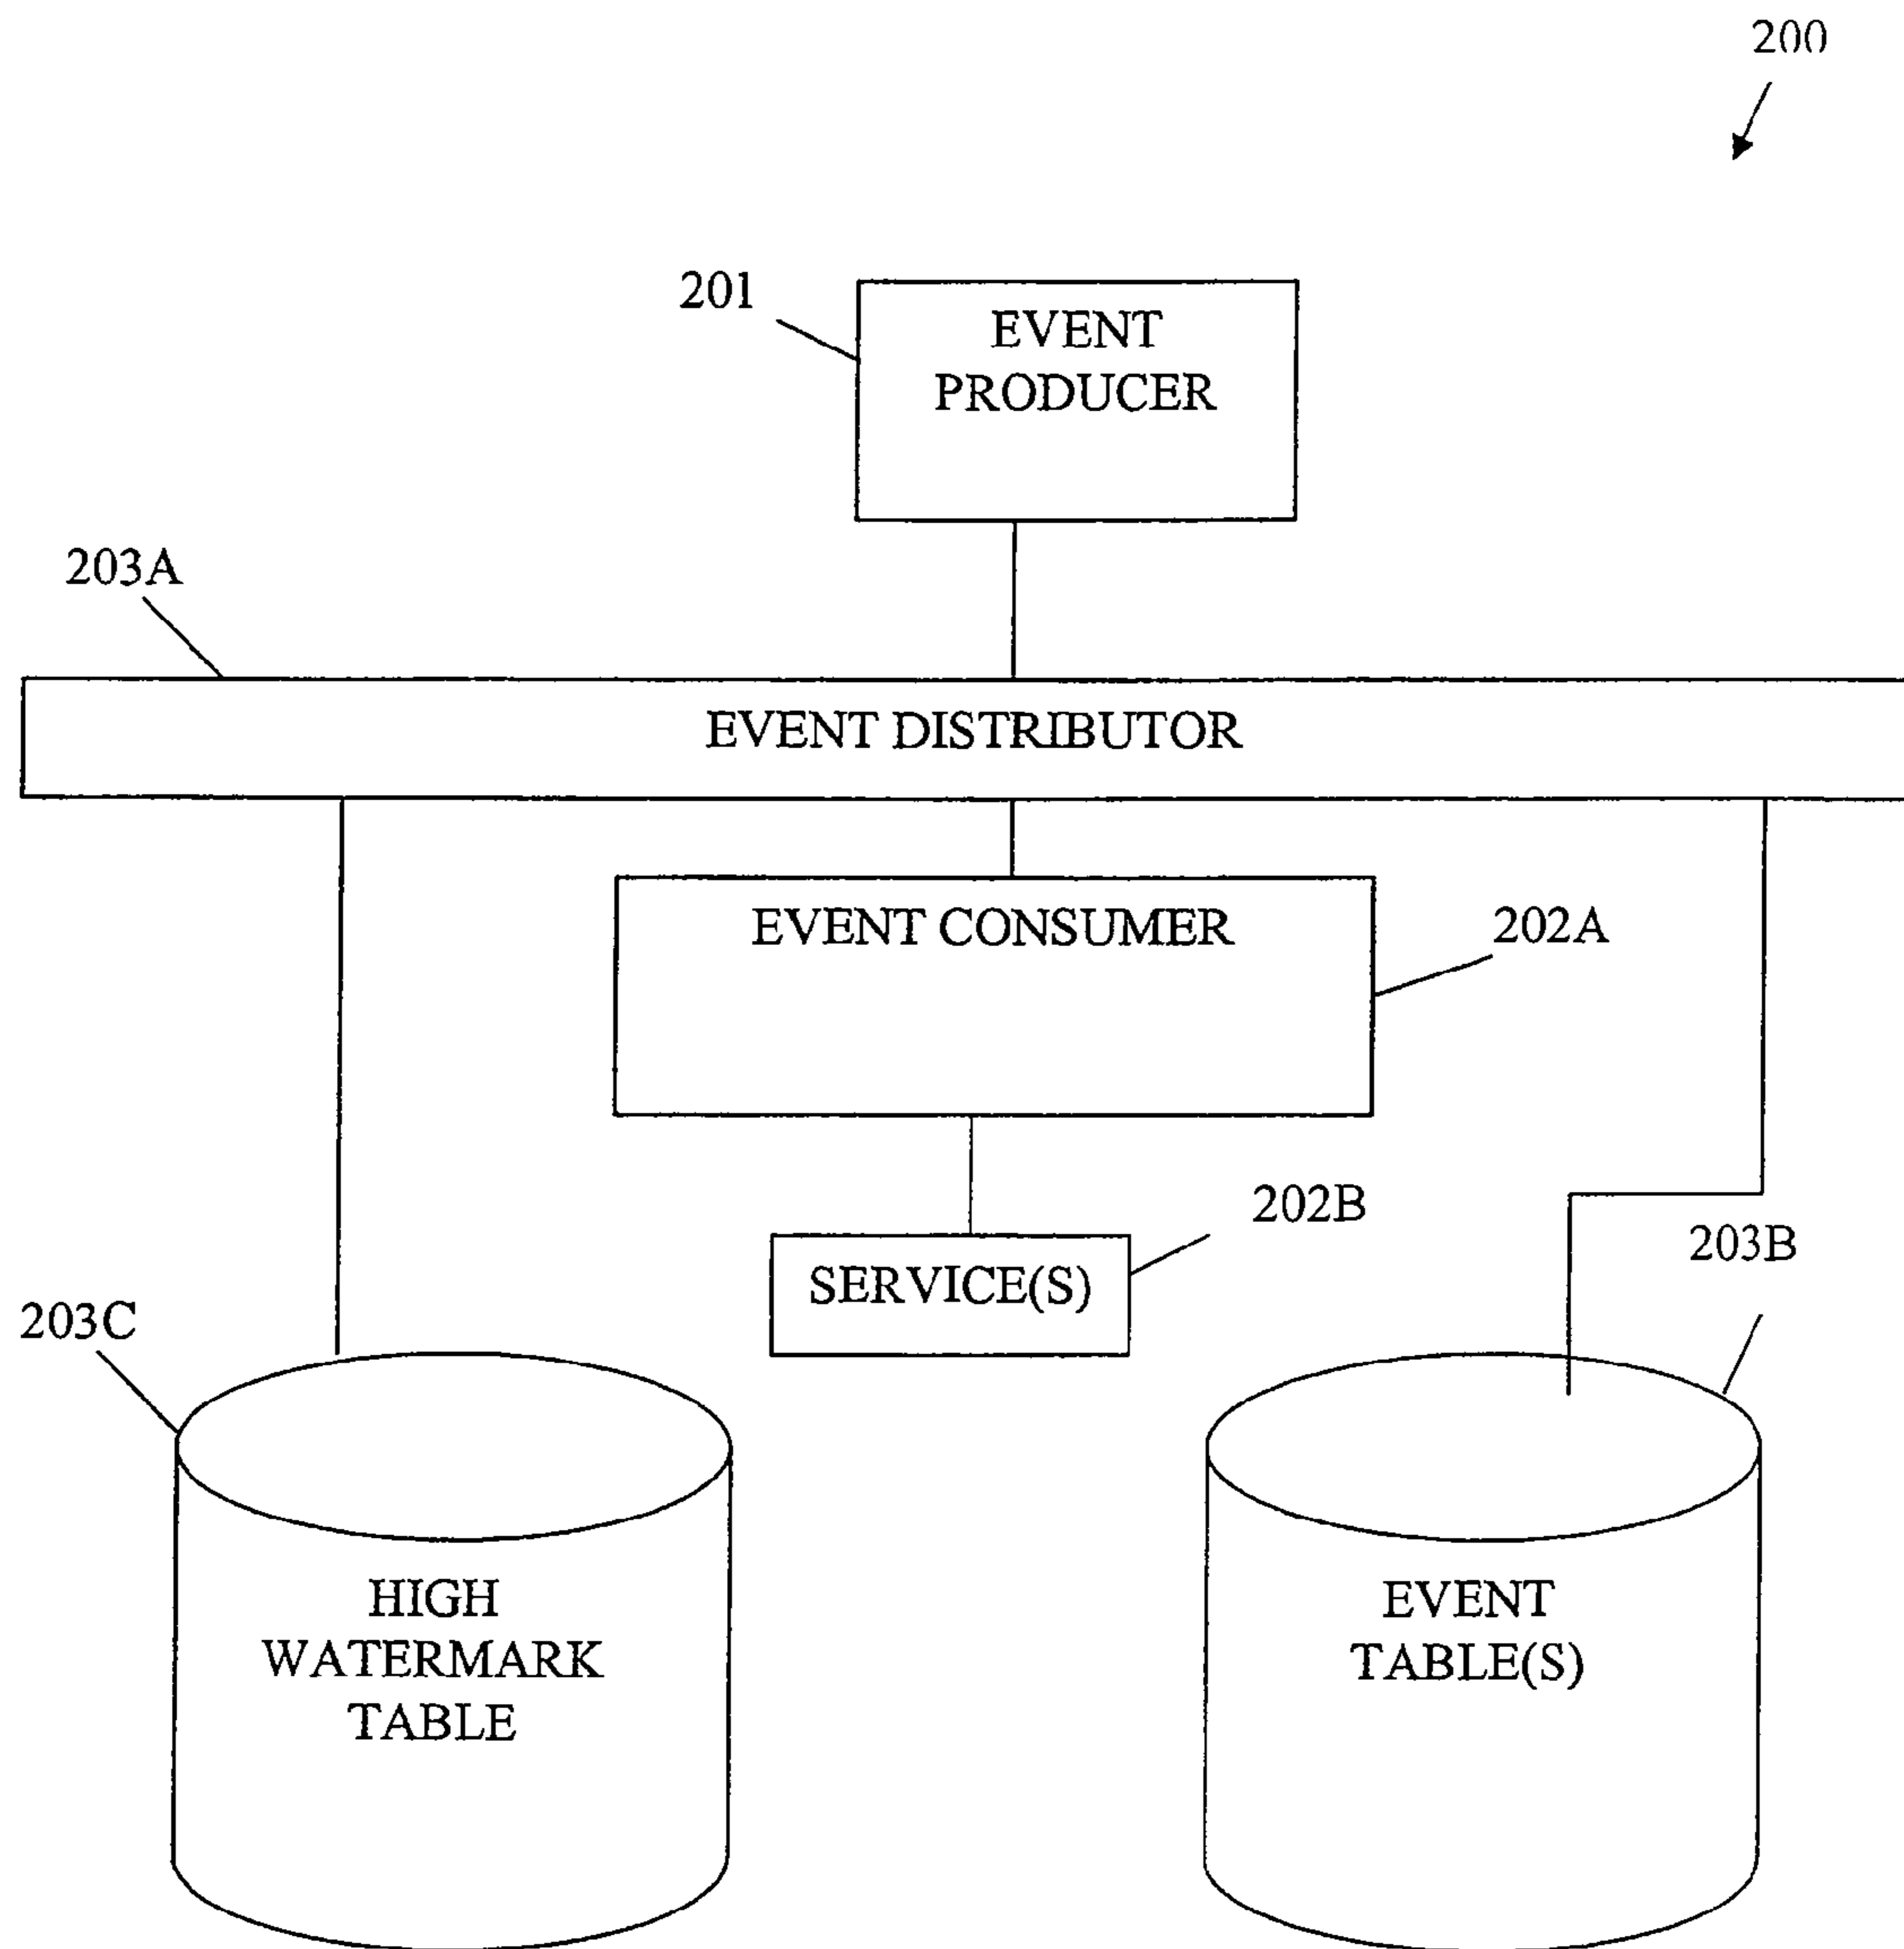 200
201
EVENT
PRODUCER
203A
EVENT DISTRIBUTOR
EVENT CONSUMER
202A
202B
SERVICE(S)
203B
203C
HIGH
WATERMARK
TABLE
EVENT
TABLE(S)